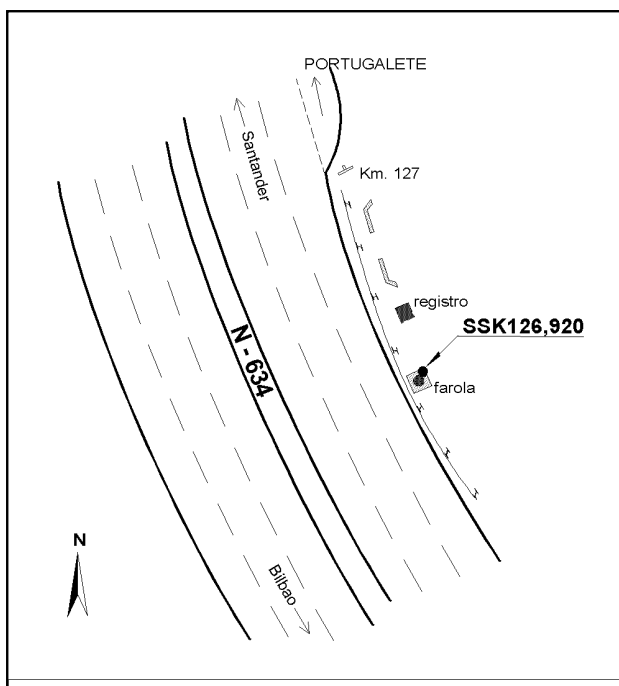 PORTUGALETE
Santander
Km. 127
registro
SSK126,920
farola
N - 634
N
Bilbao